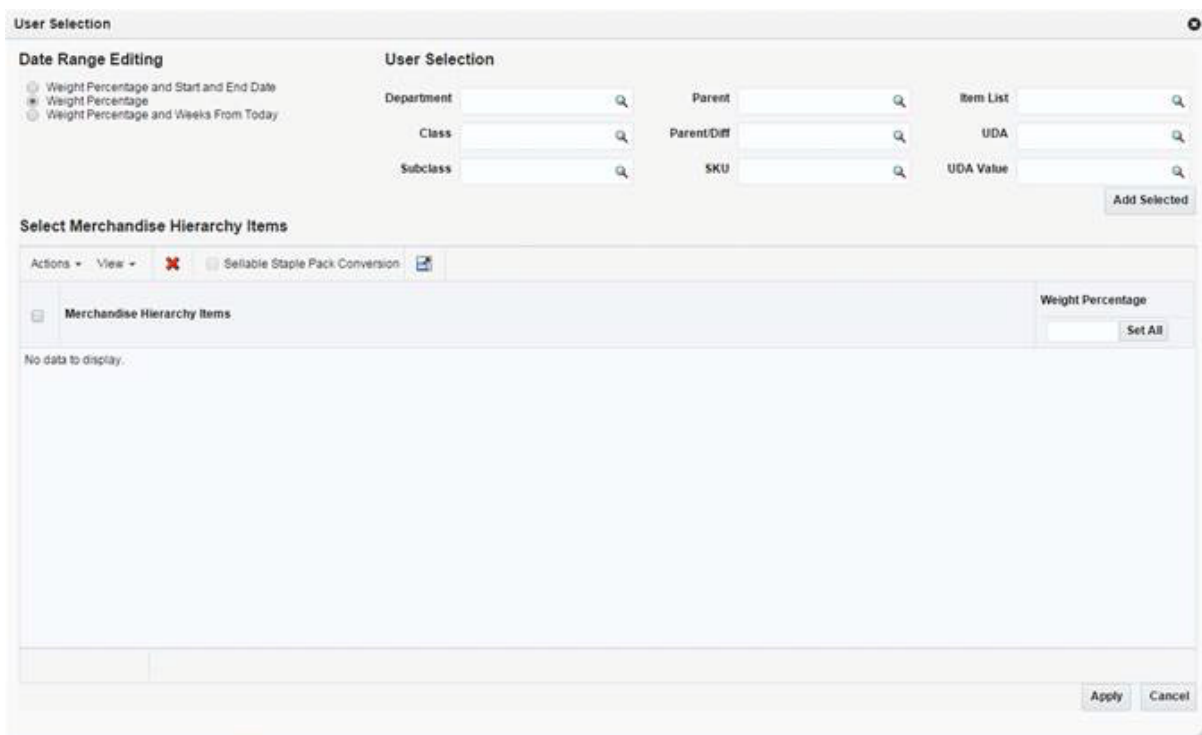 User Selection
Date Range Editing
Weight Percentage and Start and End Date
Weight Percentage
Weight Percentage and Weeks From Today
User Selection
Department
Parent
Item List
Class
Parent/Diff
UDA
Subclass
SKU
UDA Value
Add Selected
Select Merchandise Hierarchy Items
Actions View Sellable Staple Pack Conversion
Merchandise Hierarchy Items
Weight Percentage
Set All
No data to display.
Apply Cancel